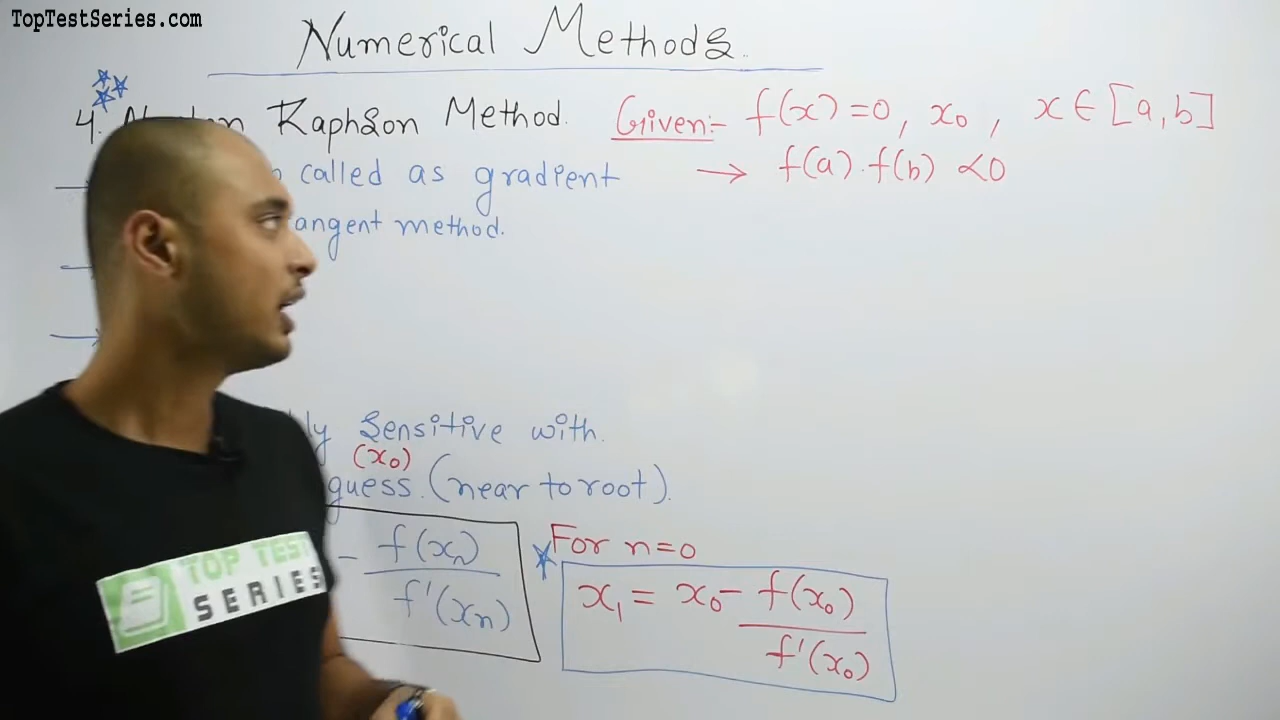 TopTestSeries.com
Numerical Methods
4. Raphson Method.
called as gradient
tangent method.
Sensitive with.
(x₀)
guess. (near to root).
- f(xₙ)
f'(xₙ)
Given:- f(x)=0, x₀, x∈[a,b]
→ f(a).f(b) <0
For n=0
x₁ = x₀ - f(x₀)
f'(x₀)
TOP TEST
SERIES